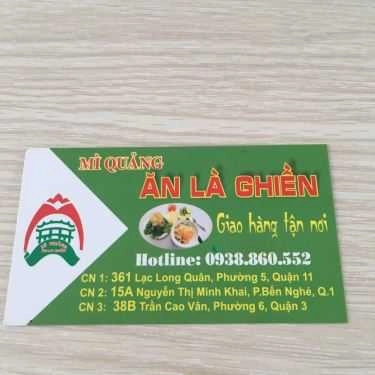 MÌ QUẢNG
ĂN LÀ GHIỀN
Giao hàng tận nơi
Hotline: 0938.860.552
CN 1: 361 Lạc Long Quân, Phường 5, Quận 11
CN 2: 15A Nguyễn Thị Minh Khai, P.Bến Nghé, Q.1
CN 3: 38B Trần Cao Vân, Phường 6, Quận 3